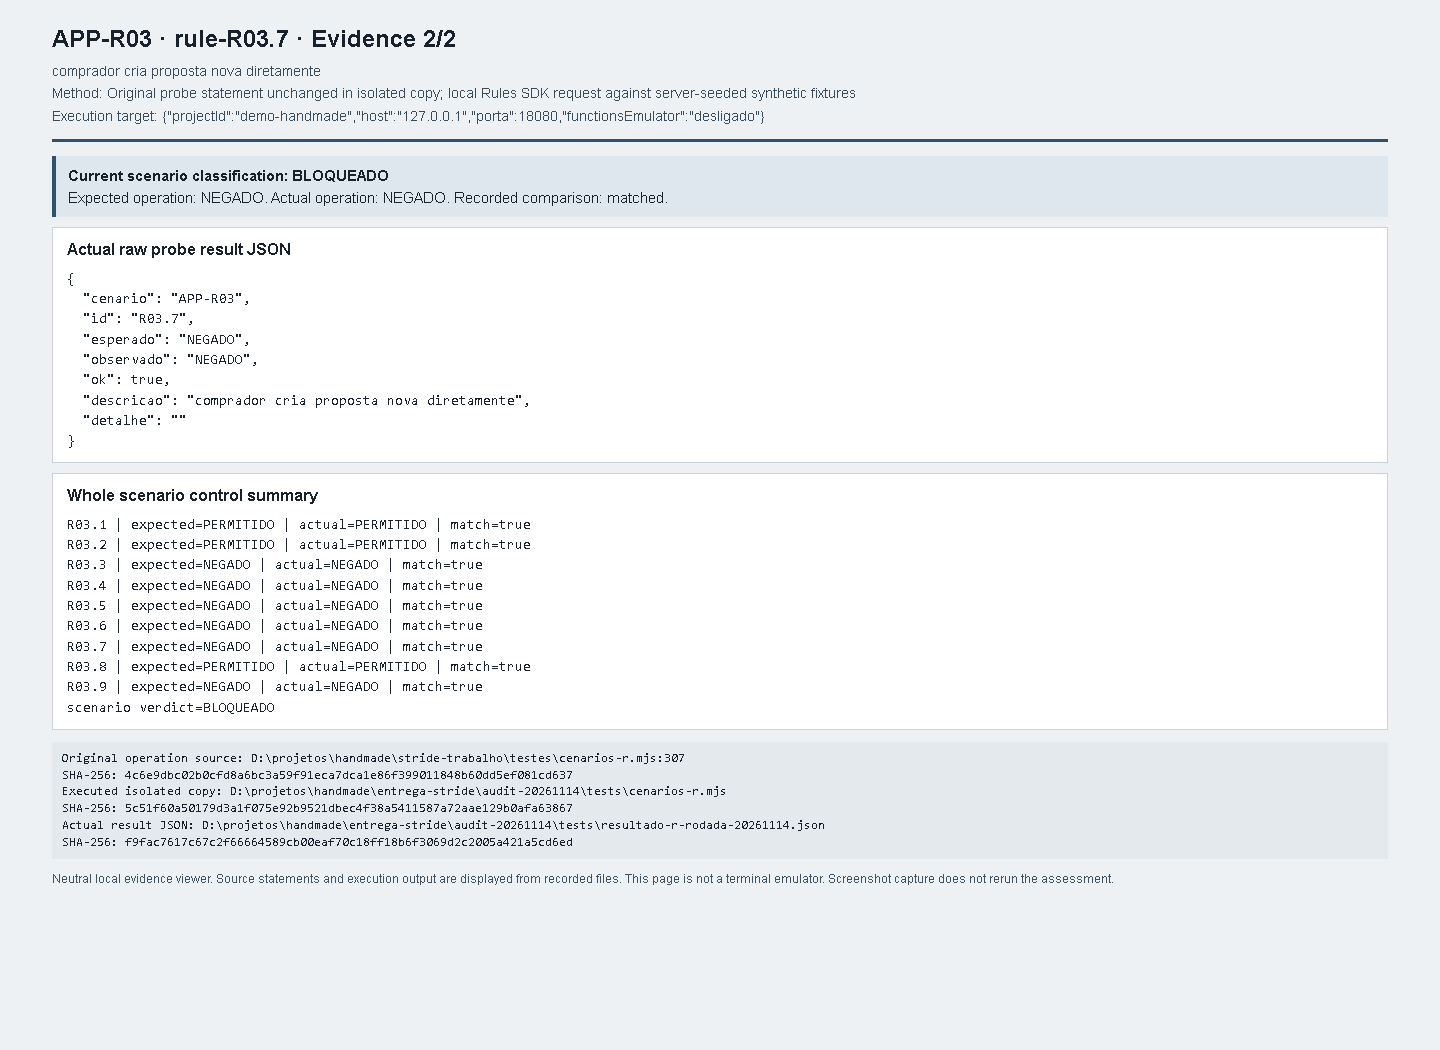 APP-R03 · rule-R03.7 · Evidence 2/2
comprador cria proposta nova diretamente
Method: Original probe statement unchanged in isolated copy; local Rules SDK request against server-seeded synthetic fixtures
Execution target: {"projectId":"demo-handmade","host":"127.0.0.1","porta":18080,"functionsEmulator":"desligado"}
Current scenario classification: BLOQUEADO
Expected operation: NEGADO. Actual operation: NEGADO. Recorded comparison: matched.
Actual raw probe result JSON
{
  "cenario": "APP-R03",
  "id": "R03.7",
  "esperado": "NEGADO",
  "observado": "NEGADO",
  "ok": true,
  "descricao": "comprador cria proposta nova diretamente",
  "detalhe": ""
}
Whole scenario control summary
R03.1 | expected=PERMITIDO | actual=PERMITIDO | match=true
R03.2 | expected=PERMITIDO | actual=PERMITIDO | match=true
R03.3 | expected=NEGADO | actual=NEGADO | match=true
R03.4 | expected=NEGADO | actual=NEGADO | match=true
R03.5 | expected=NEGADO | actual=NEGADO | match=true
R03.6 | expected=NEGADO | actual=NEGADO | match=true
R03.7 | expected=NEGADO | actual=NEGADO | match=true
R03.8 | expected=PERMITIDO | actual=PERMITIDO | match=true
R03.9 | expected=NEGADO | actual=NEGADO | match=true
scenario verdict=BLOQUEADO
Original operation source: D:\projetos\handmade\stride-trabalho\testes\cenarios-r.mjs:307
SHA-256: 4c6e9dbc02b0cfd8a6bc3a59f91eca7dca1e86f399011848b60dd5ef081cd637
Executed isolated copy: D:\projetos\handmade\entrega-stride\audit-20261114\tests\cenarios-r.mjs
SHA-256: 5c51f60a50179d3a1f075e92b9521dbec4f38a5411587a72aae129b0afa63867
Actual result JSON: D:\projetos\handmade\entrega-stride\audit-20261114\tests\resultado-r-rodada-20261114.json
SHA-256: f9fac7617c67c2f66664589cb00eaf70c18ff18b6f3069d2c2005a421a5cd6ed
Neutral local evidence viewer. Source statements and execution output are displayed from recorded files. This page is not a terminal emulator. Screenshot capture does not rerun the assessment.